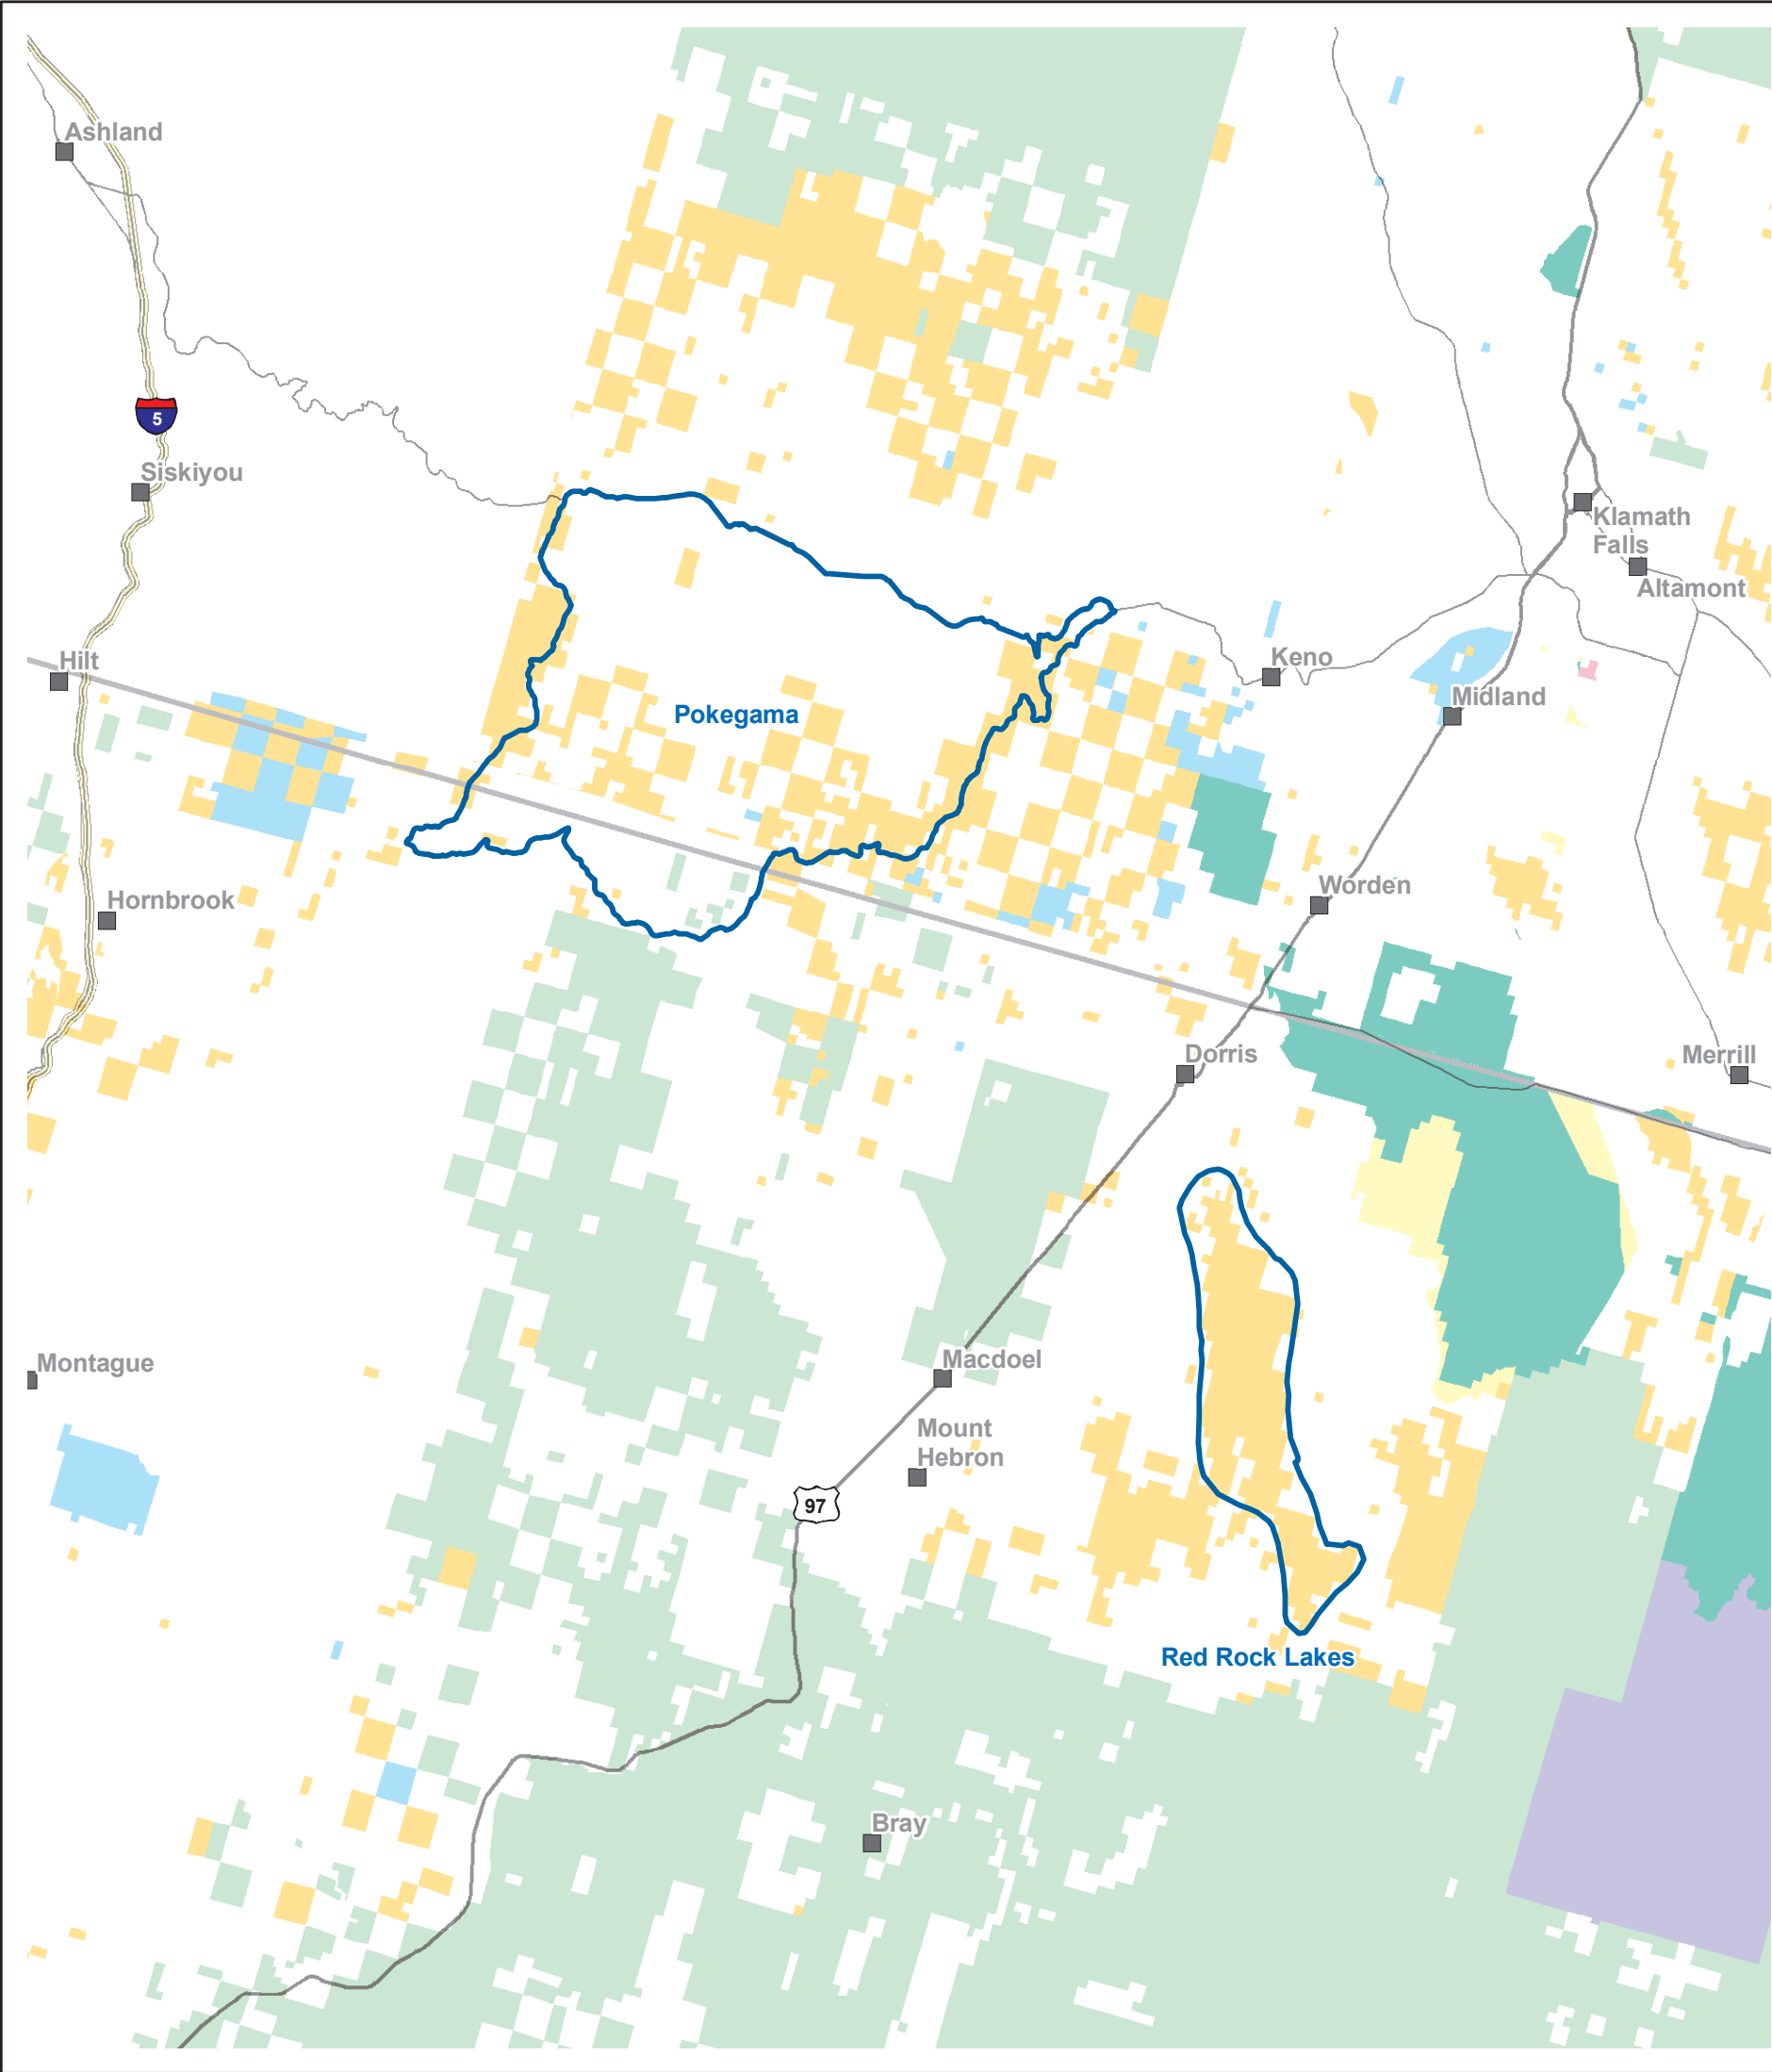 Ashland
5
Siskiyou
Klamath
Falls
Altamont
Hilt
Keno
Midland
Pokegama
Worden
Hornbrook
Dorris
Merrill
Macdoel
Montague
Mount
Hebron
97
Red Rock Lakes
Bray